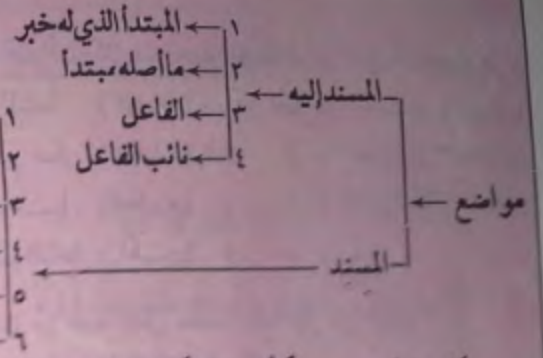 مواضع
المسند إليه
١ المبتدأ الذي له خبر
٢ ما أصله مبتدأ
٣ الفاعل
٤ نائب الفاعل
المسند
١
٢
٣
٤
٥
٦